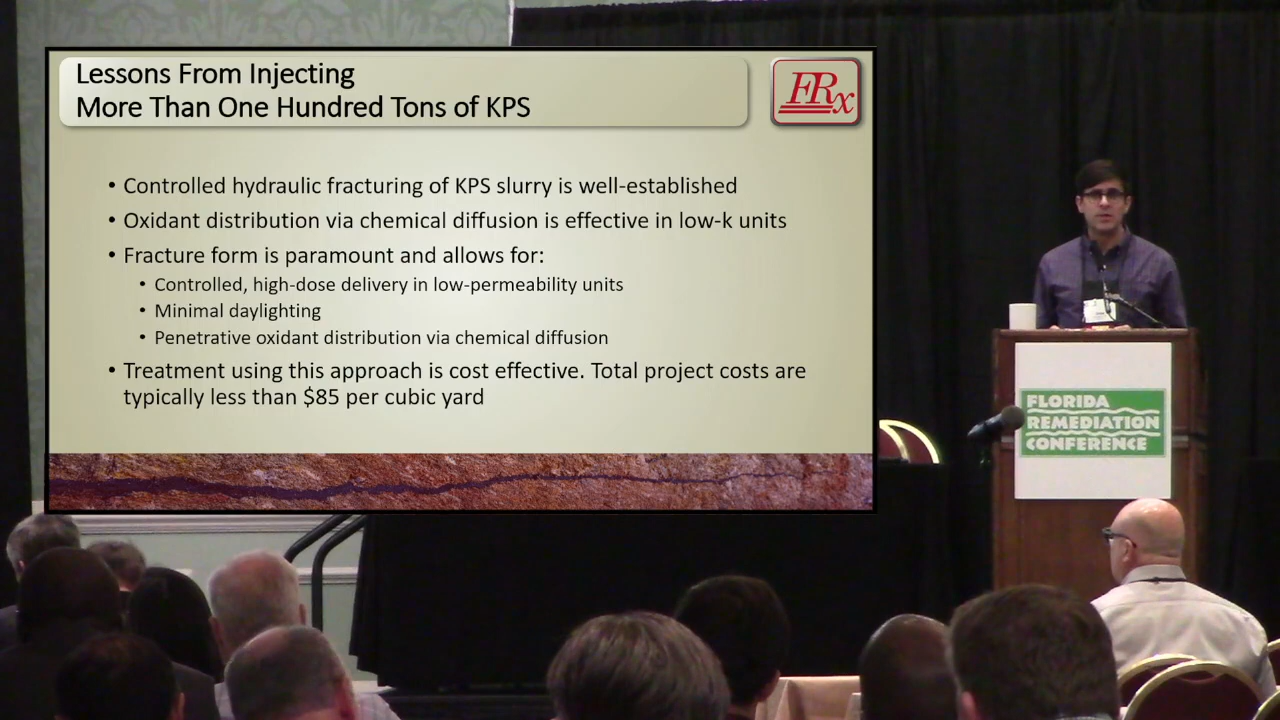 Lessons From Injecting
More Than One Hundred Tons of KPS
FRx
• Controlled hydraulic fracturing of KPS slurry is well-established
• Oxidant distribution via chemical diffusion is effective in low-k units
• Fracture form is paramount and allows for:
• Controlled, high-dose delivery in low-permeability units
• Minimal daylighting
• Penetrative oxidant distribution via chemical diffusion
• Treatment using this approach is cost effective. Total project costs are
typically less than $85 per cubic yard
FLORIDA
REMEDIATION
CONFERENCE